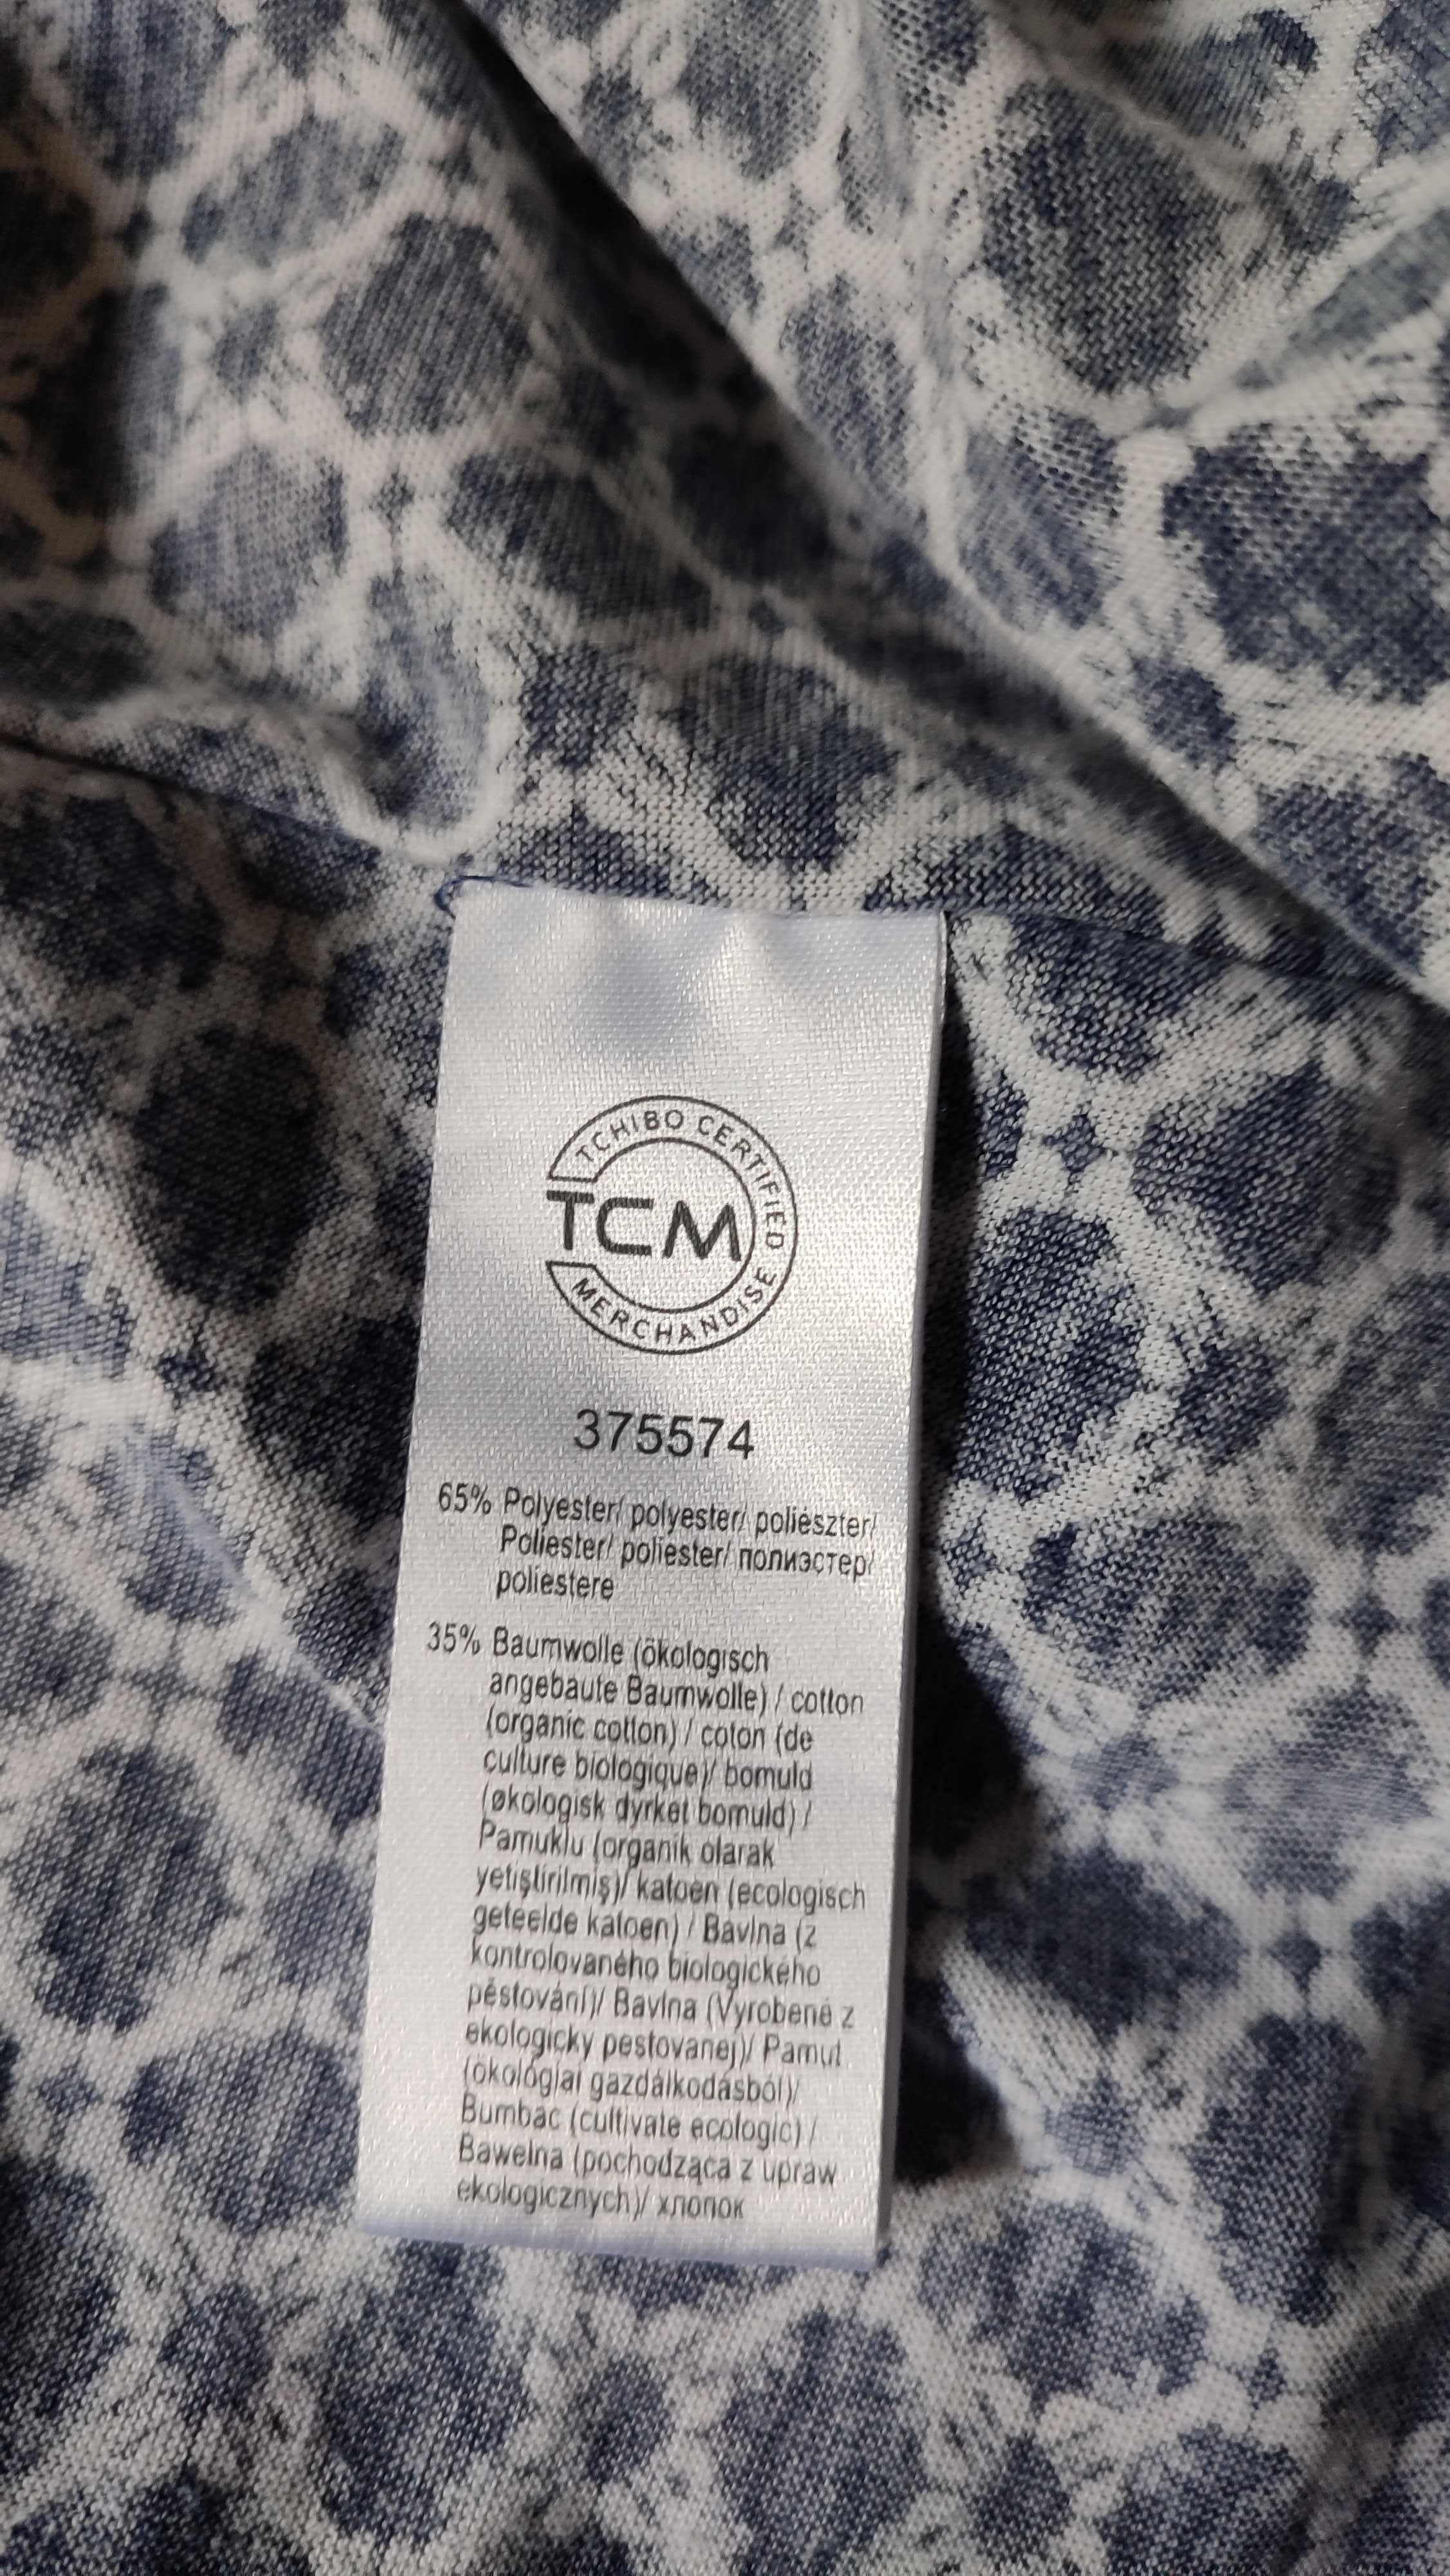 TCHIBO CERTIFIED
TCM
MERCHANDISE
375574
65% Polyester/ polyester/ poliészter/
Poliester/ poliester/ полиэстер/
poliestere
35% Baumwolle (ökologisch
angebaute Baumwolle) / cotton
(organic cotton) / coton (de
culture biologique)/ bomuld
(økologisk dyrket bomuld) /
Pamuklu (organik olarak
yetiştirilmiş)/ katoen (ecologisch
geteelde katoen) / Bavlna (z
kontrolovaného biologického
pěstování)/ Bavlna (Vyrobené z
ekologicky pestovanej)/ Pamut
(ökológiai gazdálkodásból)/
Bumbac (cultivate ecologic) /
Bawełna (pochodząca z upraw
ekologicznych)/ хлопок